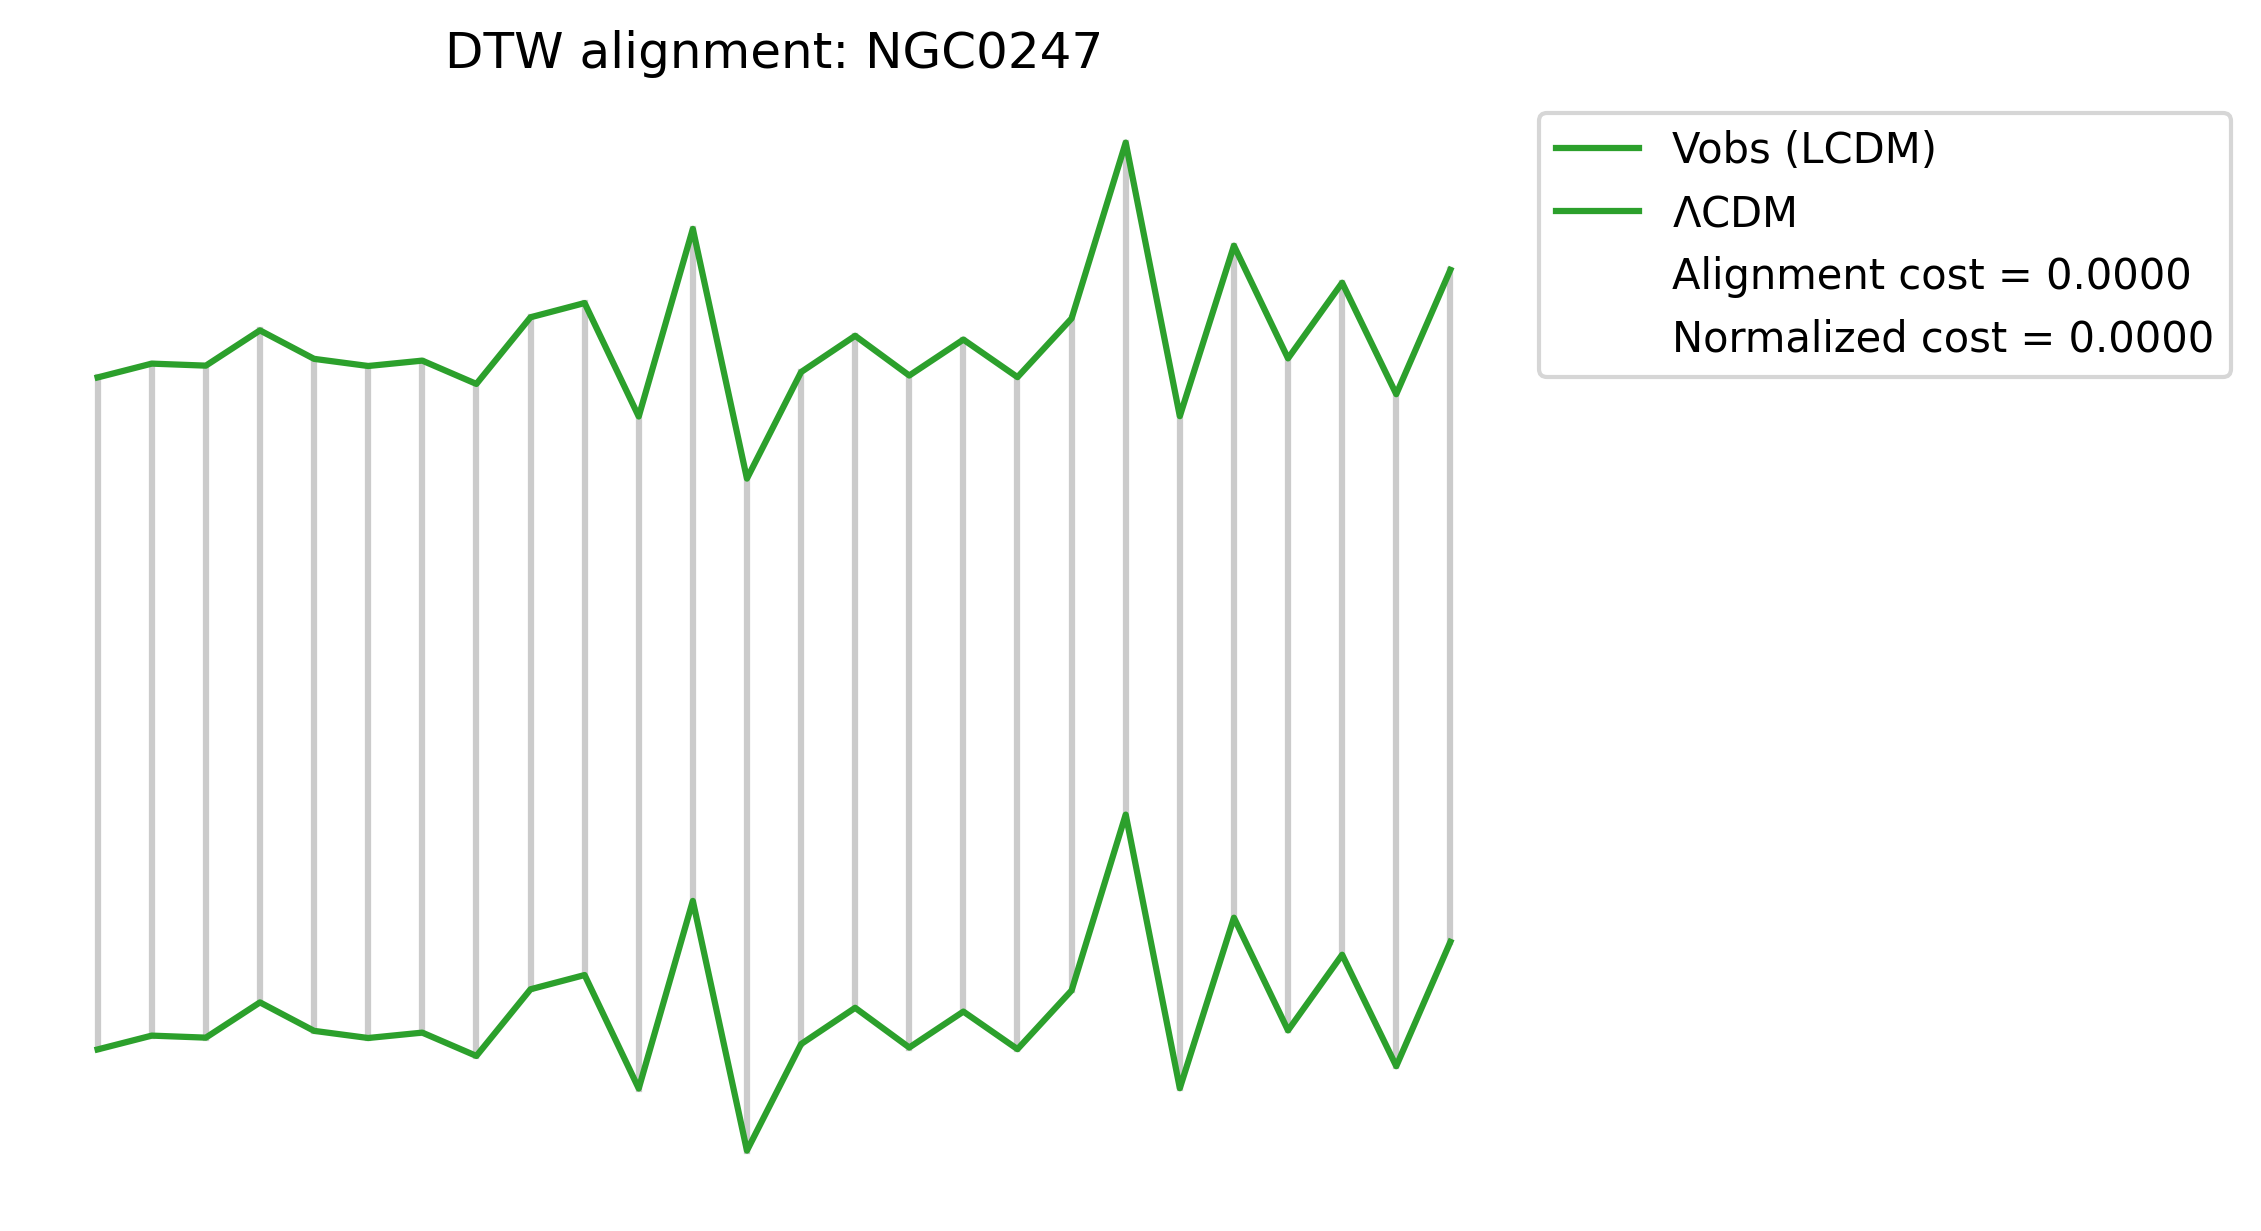 DTW alignment: NGC0247
Vobs (LCDM)
ΛCDM
Alignment cost = 0.0000
Normalized cost = 0.0000